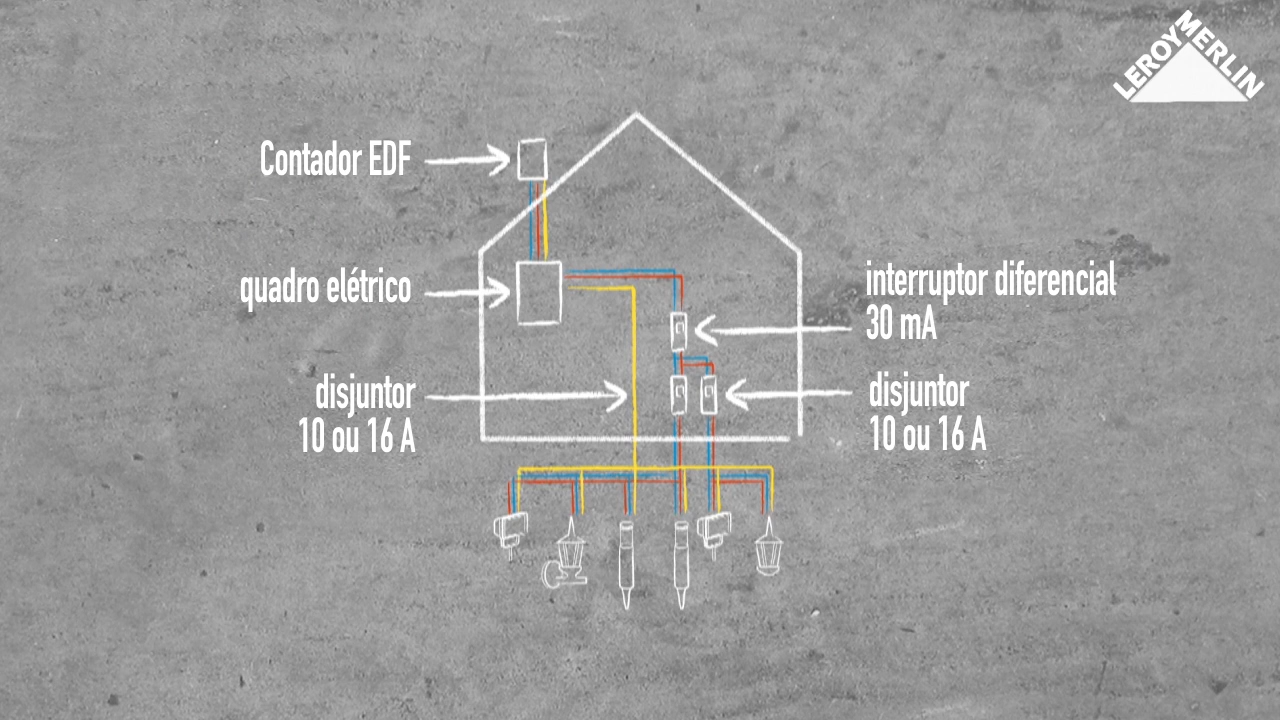 LEROY MERLIN
Contador EDF
quadro elétrico
interruptor diferencial
30 mA
disjuntor
10 ou 16 A
disjuntor
10 ou 16 A